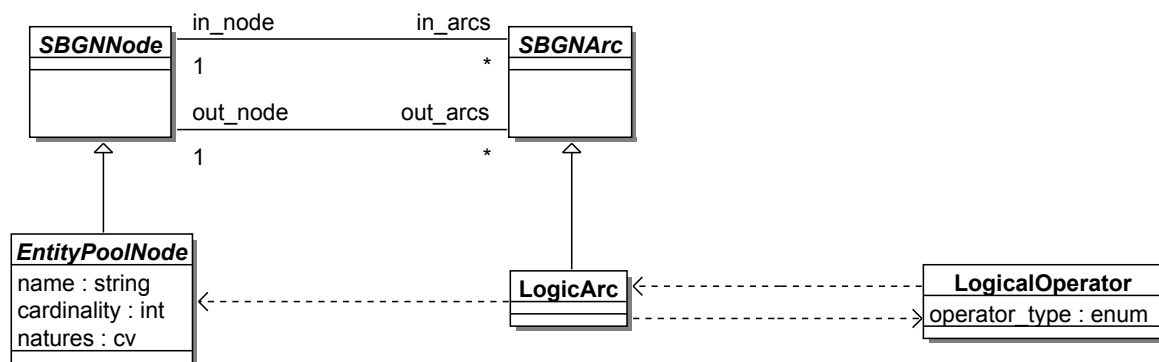 SBGNNode
in_node
in_arcs
SBGNArc
1
*
out_node
out_arcs
1
*
EntityPoolNode
name : string
cardinality : int
natures : cv
LogicArc
LogicalOperator
operator_type : enum